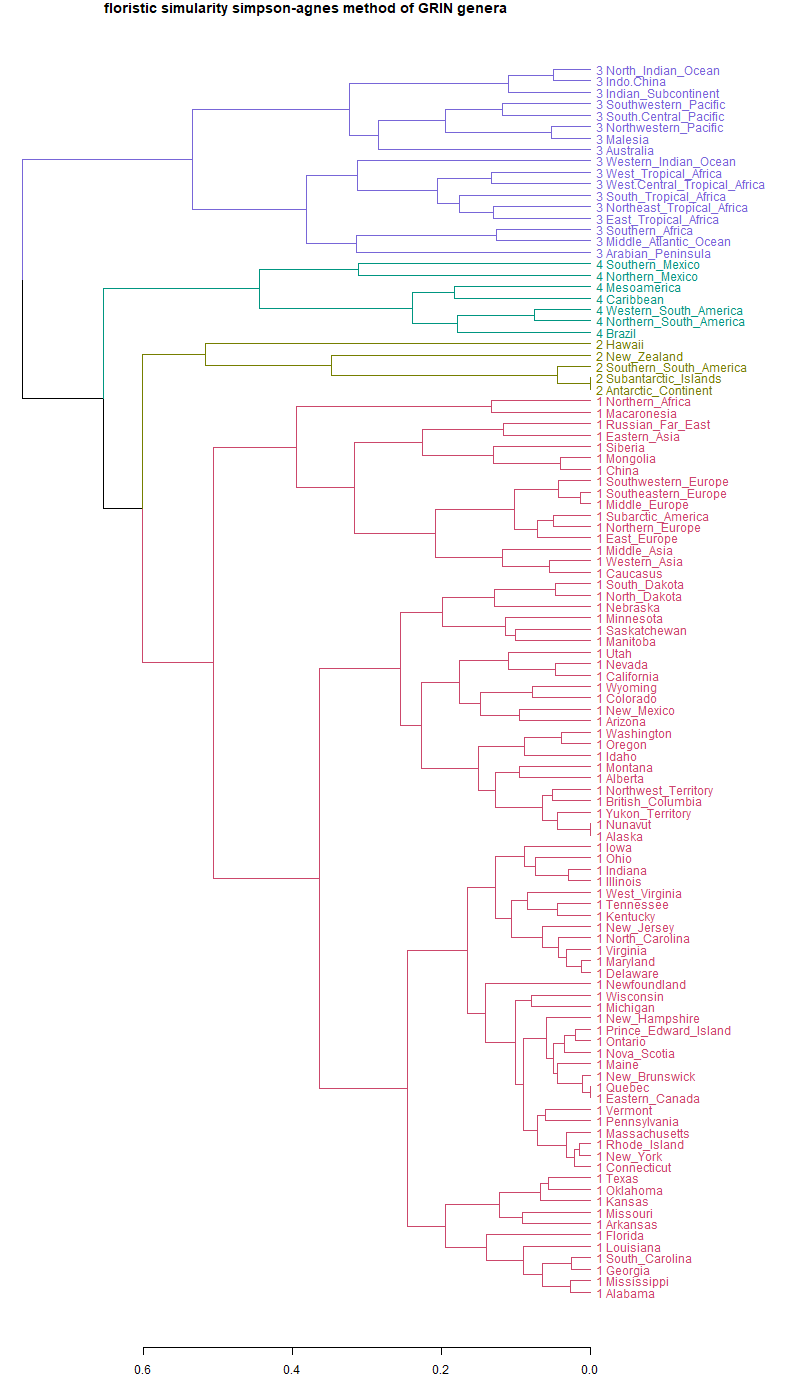 floristic simularity simpson-agnes method of GRIN genera
3 North_Indian_Ocean
3 Indo.China
3 Indian_Subcontinent
3 Southwestern_Pacific
3 South.Central_Pacific
3 Northwestern_Pacific
3 Malesia
3 Australia
3 Western_Indian_Ocean
3 West_Tropical_Africa
3 West.Central_Tropical_Africa
3 South_Tropical_Africa
3 Northeast_Tropical_Africa
3 East_Tropical_Africa
3 Southern_Africa
3 Middle_Atlantic_Ocean
3 Arabian_Peninsula
4 Southern_Mexico
4 Northern_Mexico
4 Mesoamerica
4 Caribbean
4 Western_South_America
4 Northern_South_America
4 Brazil
2 Hawaii
2 New_Zealand
2 Southern_South_America
2 Subantarctic_Islands
2 Antarctic_Continent
1 Northern_Africa
1 Macaronesia
1 Russian_Far_East
1 Eastern_Asia
1 Siberia
1 Mongolia
1 China
1 Southwestern_Europe
1 Southeastern_Europe
1 Middle_Europe
1 Subarctic_America
1 Northern_Europe
1 East_Europe
1 Middle_Asia
1 Western_Asia
1 Caucasus
1 South_Dakota
1 North_Dakota
1 Nebraska
1 Minnesota
1 Saskatchewan
1 Manitoba
1 Utah
1 Nevada
1 California
1 Wyoming
1 Colorado
1 New_Mexico
1 Arizona
1 Washington
1 Oregon
1 Idaho
1 Montana
1 Alberta
1 Northwest_Territory
1 British_Columbia
1 Yukon_Territory
1 Nunavut
1 Alaska
1 Iowa
1 Ohio
1 Indiana
1 Illinois
1 West_Virginia
1 Tennessee
1 Kentucky
1 New_Jersey
1 North_Carolina
1 Virginia
1 Maryland
1 Delaware
1 Newfoundland
1 Wisconsin
1 Michigan
1 New_Hampshire
1 Prince_Edward_Island
1 Ontario
1 Nova_Scotia
1 Maine
1 New_Brunswick
1 Quebec
1 Eastern_Canada
1 Vermont
1 Pennsylvania
1 Massachusetts
1 Rhode_Island
1 New_York
1 Connecticut
1 Texas
1 Oklahoma
1 Kansas
1 Missouri
1 Arkansas
1 Florida
1 Louisiana
1 South_Carolina
1 Georgia
1 Mississippi
1 Alabama
0.6 0.4 0.2 0.0